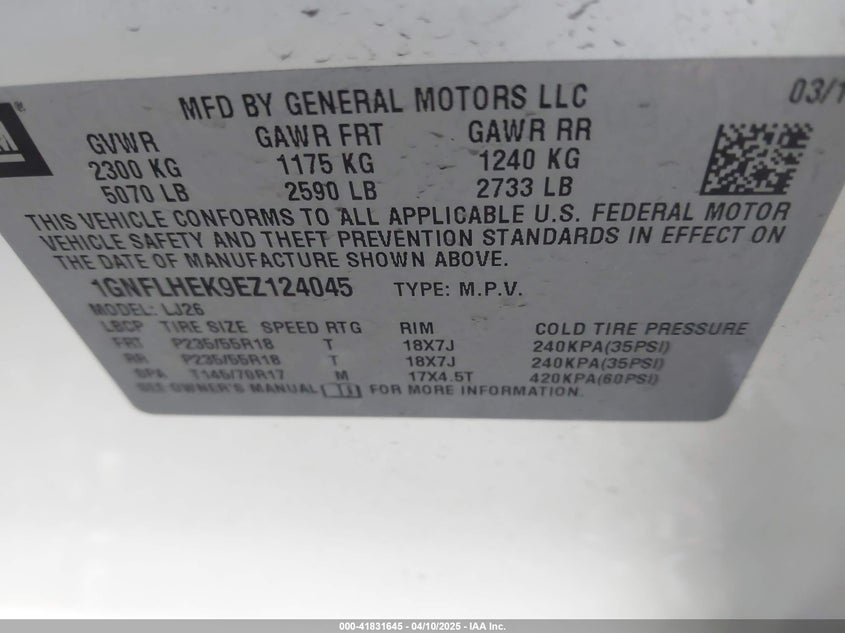 MFD BY GENERAL MOTORS LLC 03/1
GVWR GAWR FRT GAWR RR
2300 KG 1175 KG 1240 KG
5070 LB 2590 LB 2733 LB
THIS VEHICLE CONFORMS TO ALL APPLICABLE U.S. FEDERAL MOTOR
VEHICLE SAFETY AND THEFT PREVENTION STANDARDS IN EFFECT ON
THE DATE OF MANUFACTURE SHOWN ABOVE.
1GNFLHEK9EZ124045 TYPE: M.P.V.
MODEL: LJ26
LBCP TIRE SIZE SPEED RTG RIM COLD TIRE PRESSURE
FRT P235/55R18 T 18X7J 240KPA(35PSI)
RR P235/55R18 T 18X7J 240KPA(35PSI)
SPA T145/70R17 M 17X4.5T 420KPA(60PSI)
SEE OWNER'S MANUAL FOR MORE INFORMATION.
000-41831645 - 04/10/2025 - IAA Inc.